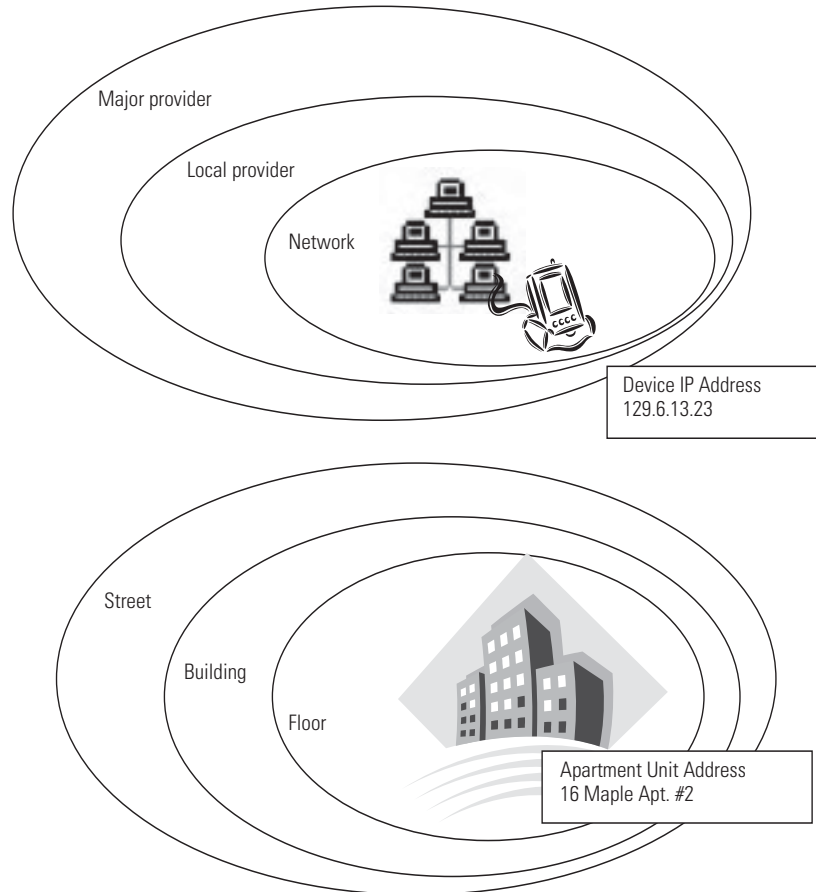 Major provider
Local provider
Network
Device IP Address
129.6.13.23
Street
Building
Floor
Apartment Unit Address
16 Maple Apt. #2